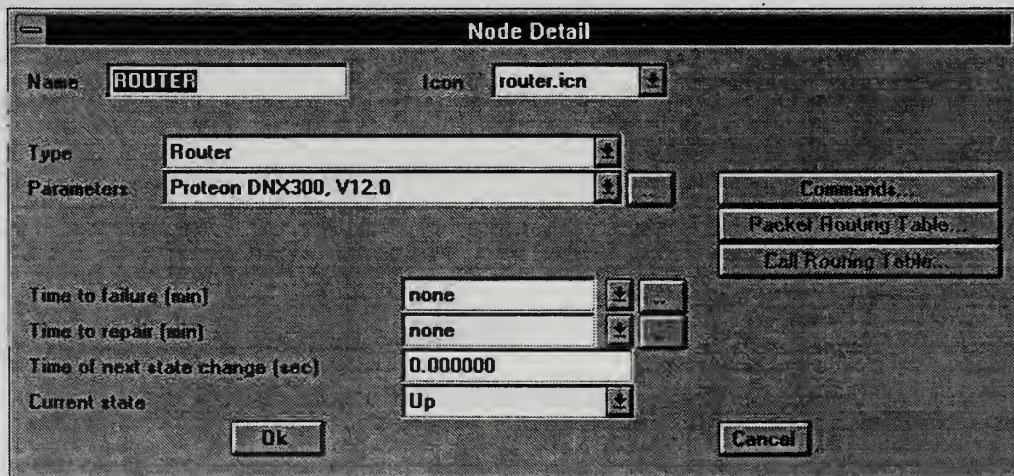 Node Detail
Name ROUTER Icon router.icn
Type Router
Parameters Proteon DNX300, V12.0 ...
Commands...
Packet Routing Table...
Call Routing Table...
Time to failure (min) none ...
Time to repair (min) none
Time of next state change (sec) 0.000000
Current state Up
Ok Cancel